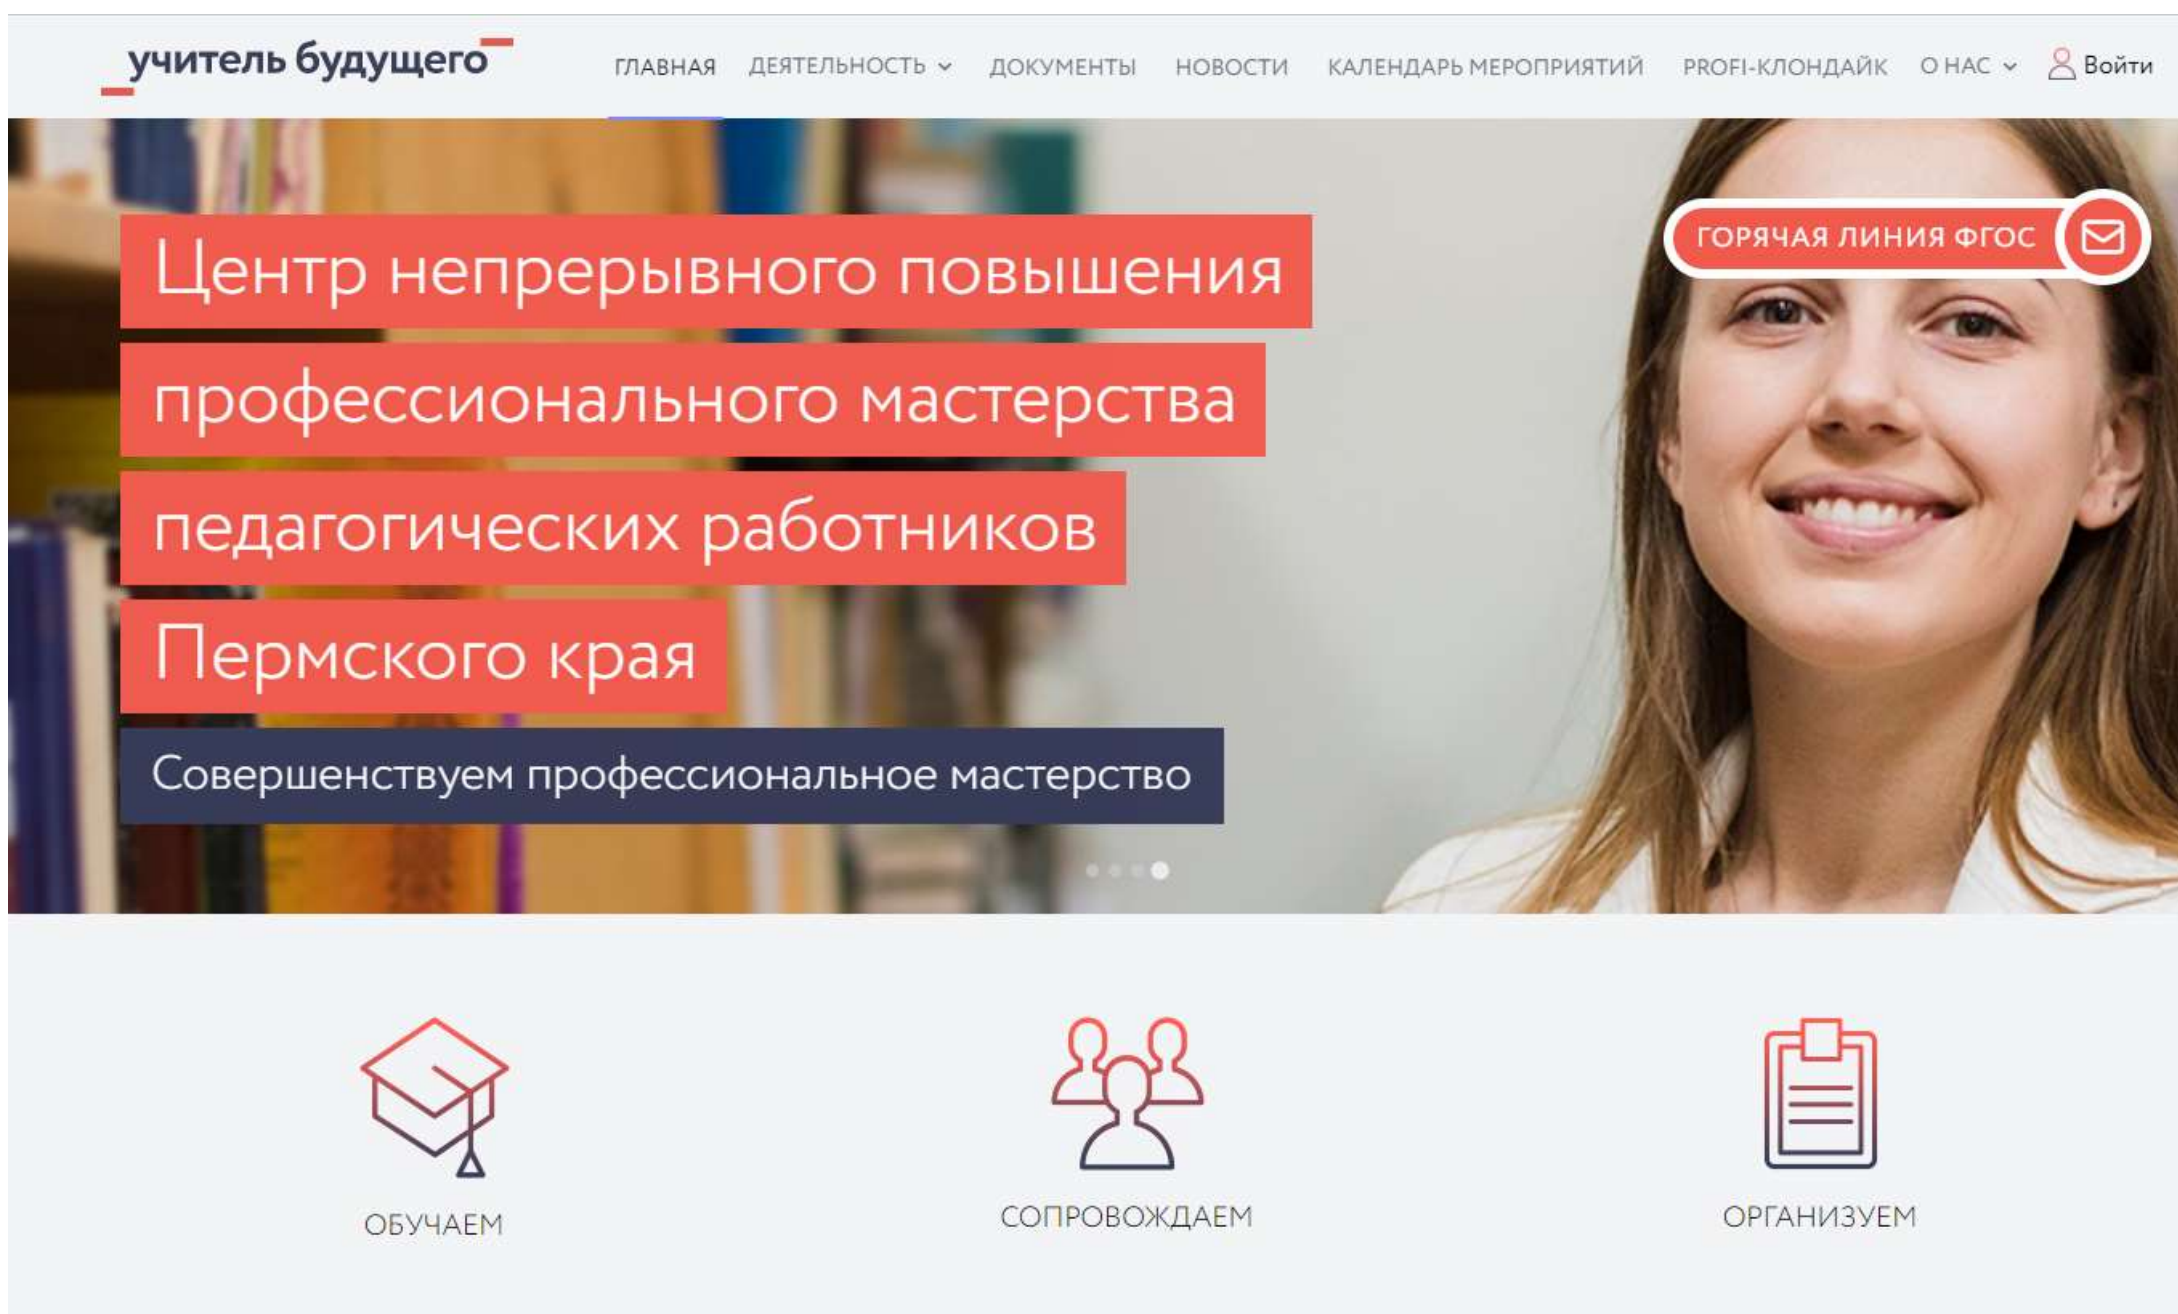 учитель будущего
ГЛАВНАЯ ДЕЯТЕЛЬНОСТЬ ДОКУМЕНТЫ НОВОСТИ КАЛЕНДАРЬ МЕРОПРИЯТИЙ PROFI-КЛОНДАЙК О НАС Войти
ГОРЯЧАЯ ЛИНИЯ ФГОС
Центр непрерывного повышения
профессионального мастерства
педагогических работников
Пермского края
Совершенствуем профессиональное мастерство
ОБУЧАЕМ
СОПРОВОЖДАЕМ
ОРГАНИЗУЕМ